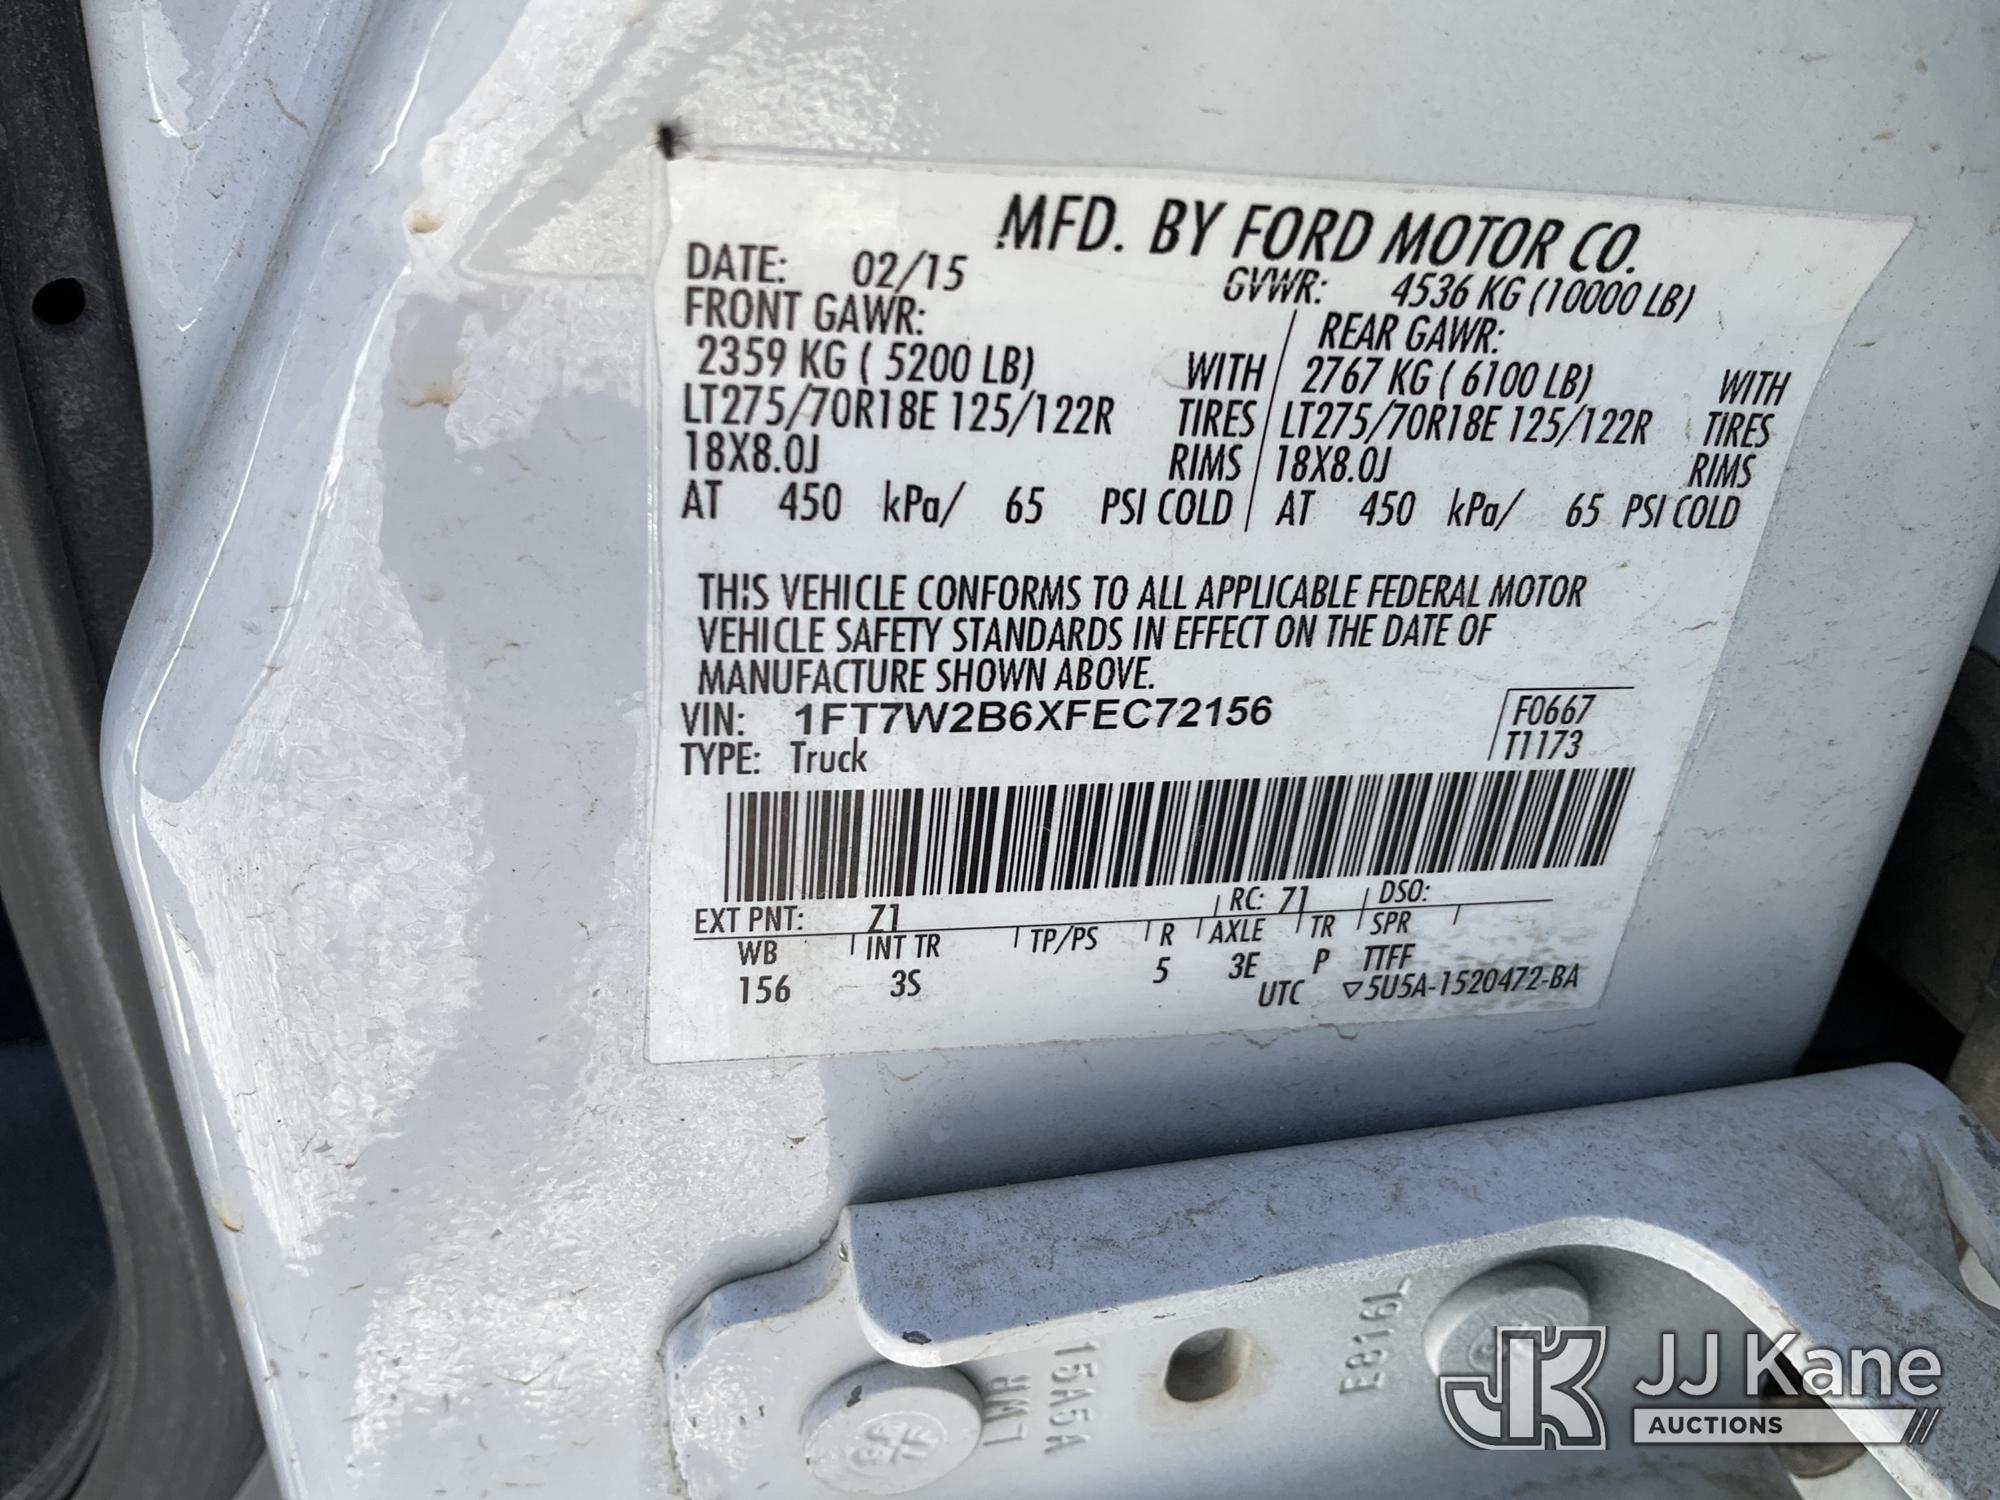 MFD. BY FORD MOTOR CO.
DATE: 02/15 GVWR: 4536 KG (10000 LB)
FRONT GAWR: REAR GAWR:
2359 KG ( 5200 LB) WITH 2767 KG ( 6100 LB) WITH
LT275/70R18E 125/122R TIRES LT275/70R18E 125/122R TIRES
18X8.0J RIMS 18X8.0J RIMS
AT 450 kPa/ 65 PSI COLD AT 450 kPa/ 65 PSI COLD
THIS VEHICLE CONFORMS TO ALL APPLICABLE FEDERAL MOTOR
VEHICLE SAFETY STANDARDS IN EFFECT ON THE DATE OF
MANUFACTURE SHOWN ABOVE.
VIN: 1FT7W2B6XFEC72156 F0667
TYPE: Truck T1173
EXT PNT: Z1 RC: 71 DSO:
WB INT TR TP/PS R AXLE TR SPR
156 3S 5 3E P TTFF
UTC ▽5U5A-1520472-BA
E8161
15A5A
LWR
JK JJ Kane
AUCTIONS